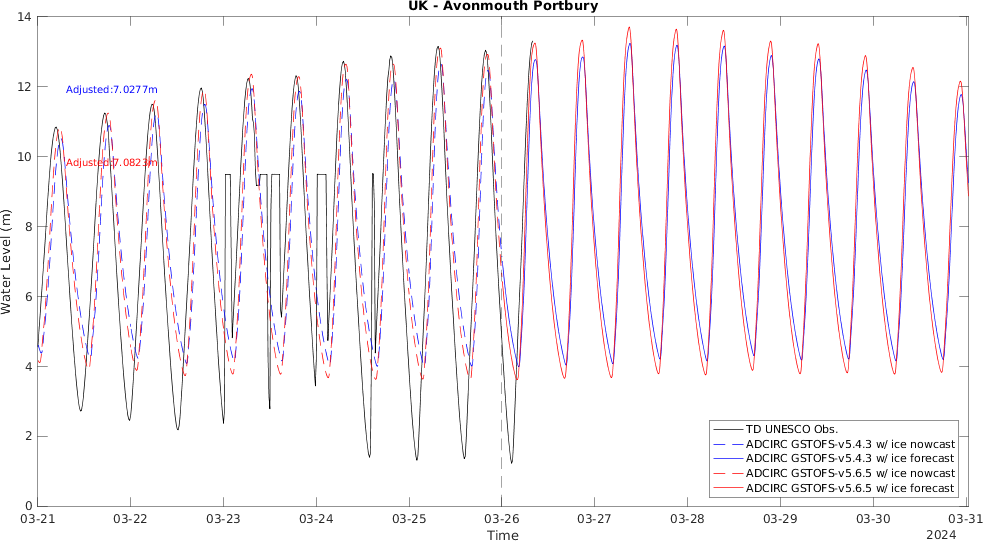 UK - Avonmouth Portbury
14
12
10
8
6
4
2
0
Water Level (m)
Adjusted:7.0277m
Adjusted:7.0823m
TD UNESCO Obs.
ADCIRC GSTOFS-v5.4.3 w/ ice nowcast
ADCIRC GSTOFS-v5.4.3 w/ ice forecast
ADCIRC GSTOFS-v5.6.5 w/ ice nowcast
ADCIRC GSTOFS-v5.6.5 w/ ice forecast
03-21 03-22 03-23 03-24 03-25 03-26 03-27 03-28 03-29 03-30 03-31
Time
2024